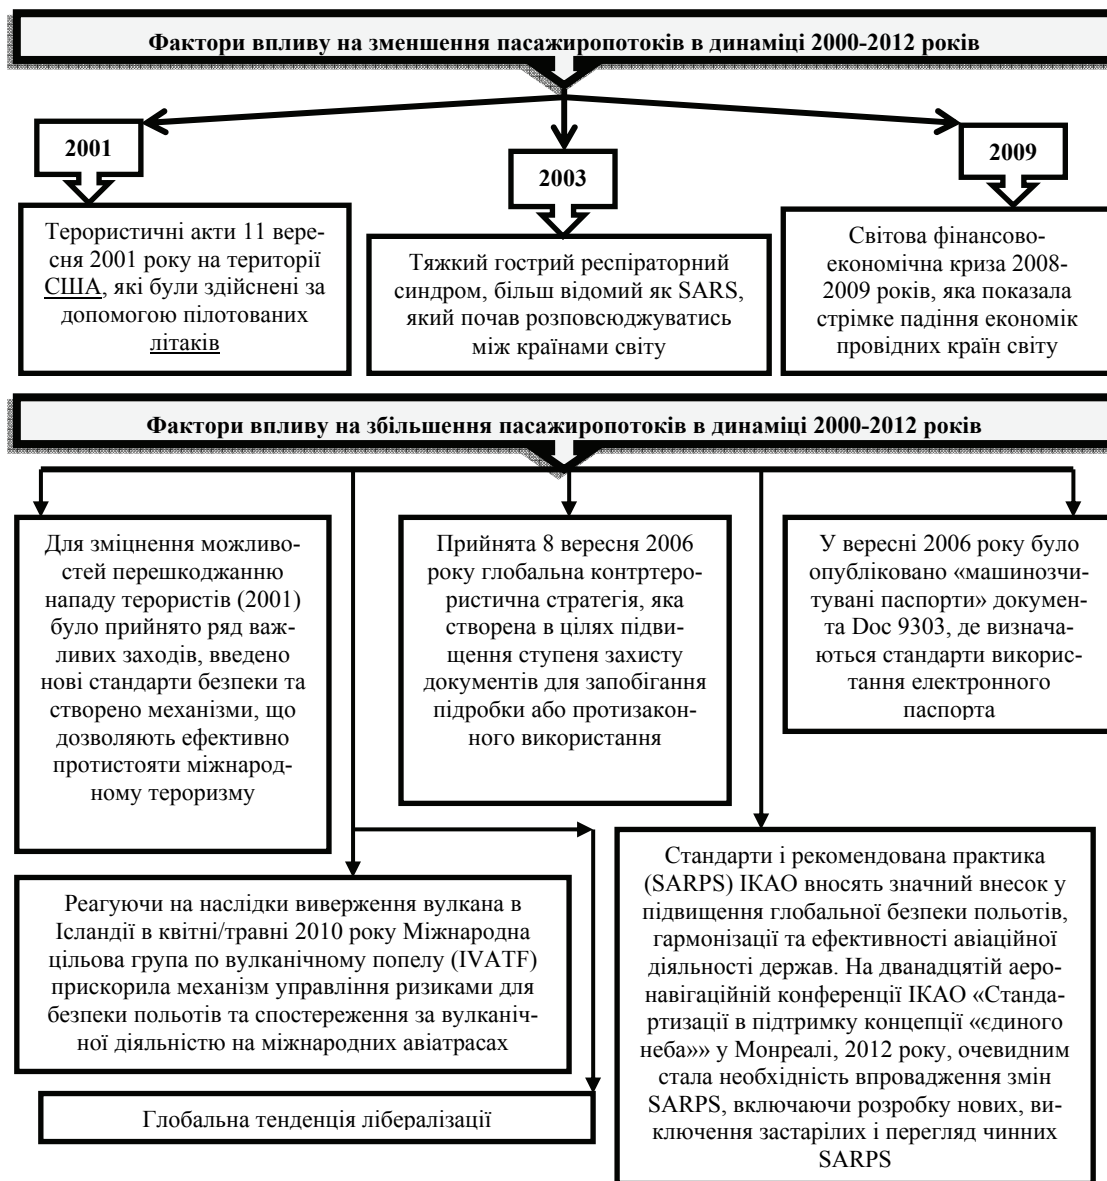 Фактори впливу на зменшення пасажиропотоків в динаміці 2000-2012 років
2001
2003
2009
Терористичні акти 11 вере-
сня 2001 року на території
США, які були здійснені за
допомогою пілотованих
літаків
Тяжкий гострий респіраторний
синдром, більш відомий як SARS,
який почав розповсюджуватись
між країнами світу
Світова фінансово-
економічна криза 2008-
2009 років, яка показала
стрімке падіння економік
провідних країн світу
Фактори впливу на збільшення пасажиропотоків в динаміці 2000-2012 років
Для зміцнення можливо-
стей перешкоджанню
нападу терористів (2001)
було прийнято ряд важ-
ливих заходів, введено
нові стандарти безпеки та
створено механізми, що
дозволяють ефективно
протистояти міжнарод-
ному тероризму
Прийнята 8 вересня 2006
року глобальна контртеро-
ристична стратегія, яка
створена в цілях підви-
щення ступеня захисту
документів для запобігання
підробки або протизакон-
ного використання
У вересні 2006 року було
опубліковано «машинозчи-
тувані паспорти» докумен-
та Doc 9303, де визнача-
ються стандарти викорис-
тання електронного
паспорта
Реагуючи на наслідки виверження вулкана в
Ісландії в квітні/травні 2010 року Міжнародна
цільова група по вулканічному попелу (IVATF)
прискорила механізм управління ризиками для
безпеки польотів та спостереження за вулканіч-
ної діяльністю на міжнародних авіатрасах
Глобальна тенденція лібералізації
Стандарти і рекомендована практика
(SARPS) ІКАО вносять значний внесок у
підвищення глобальної безпеки польотів,
гармонізації та ефективності авіаційної
діяльності держав. На дванадцятій аеро-
навігаційній конференції ІКАО «Станда-
ртизації в підтримку концепції «єдиного
неба»» у Монреалі, 2012 року, очевидним
стала необхідність впровадження змін
SARPS, включаючи розробку нових, ви-
ключення застарілих і перегляд чинних
SARPS